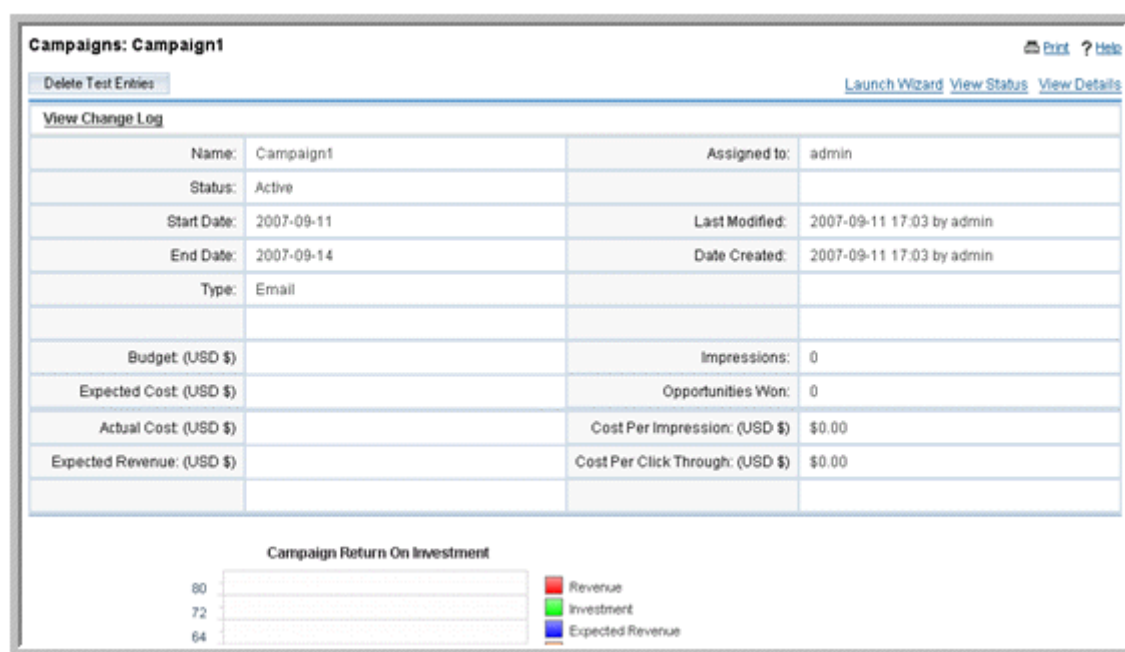 Campaigns: Campaign1 Print ? Help
Delete Test Entries Launch Wizard View Status View Details
View Change Log
Name: Campaign1 Assigned to: admin
Status: Active
Start Date: 2007-09-11 Last Modified: 2007-09-11 17:03 by admin
End Date: 2007-09-14 Date Created: 2007-09-11 17:03 by admin
Type: Email
Budget: (USD $) Impressions: 0
Expected Cost: (USD $) Opportunities Won: 0
Actual Cost: (USD $) Cost Per Impression: (USD $) $0.00
Expected Revenue: (USD $) Cost Per Click Through: (USD $) $0.00
Campaign Return On Investment
80 Revenue
72 Investment
64 Expected Revenue